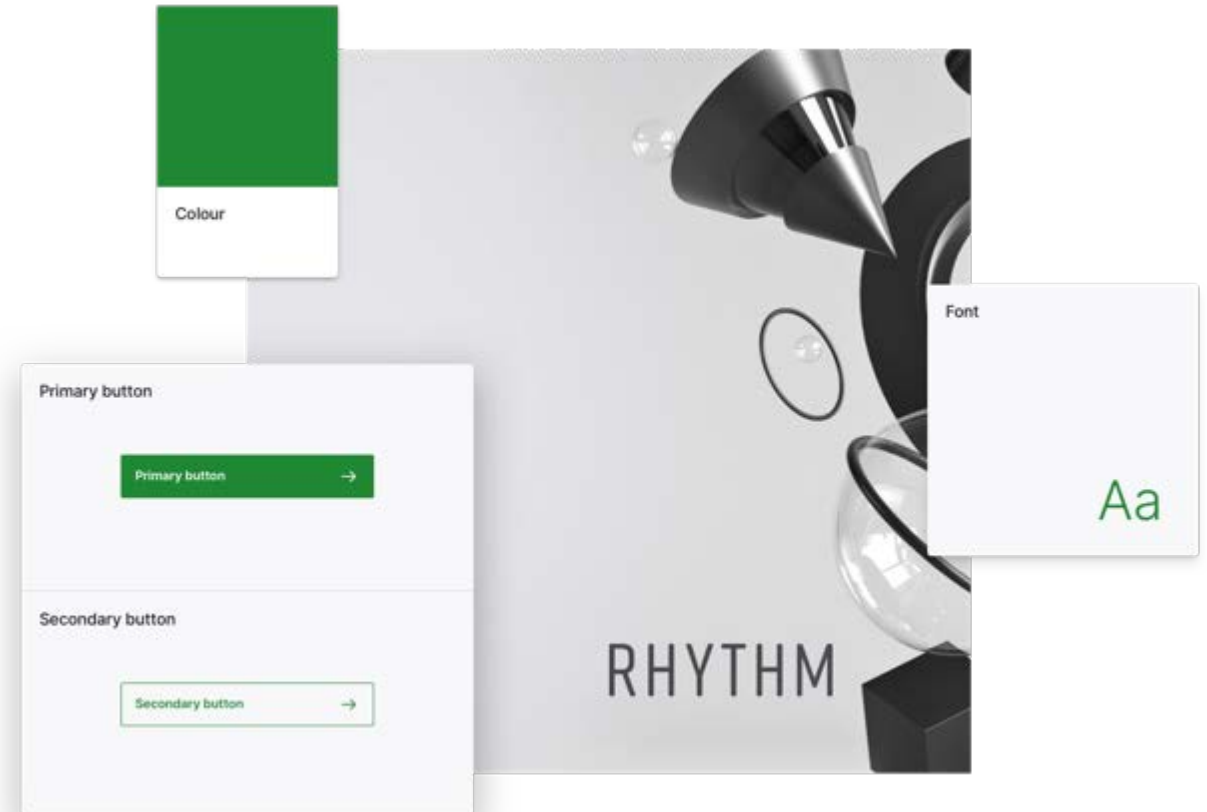 Colour
Font
Aa
Primary button
Primary button →
Secondary button
Secondary button →
RHYTHM